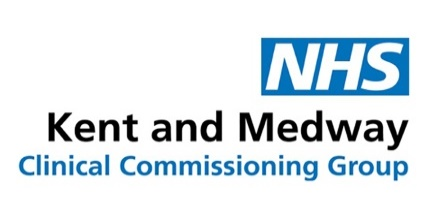 NHS
Kent and Medway
Clinical Commissioning Group